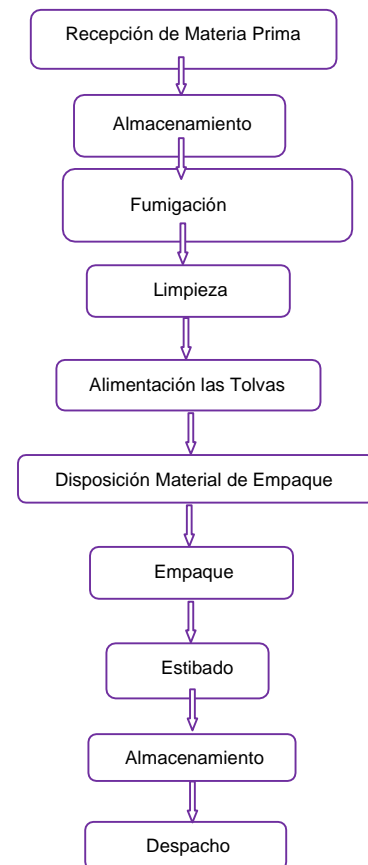 Recepción de Materia Prima
Almacenamiento
Fumigación
Limpieza
Alimentación las Tolvas
Disposición Material de Empaque
Empaque
Estibado
Almacenamiento
Despacho